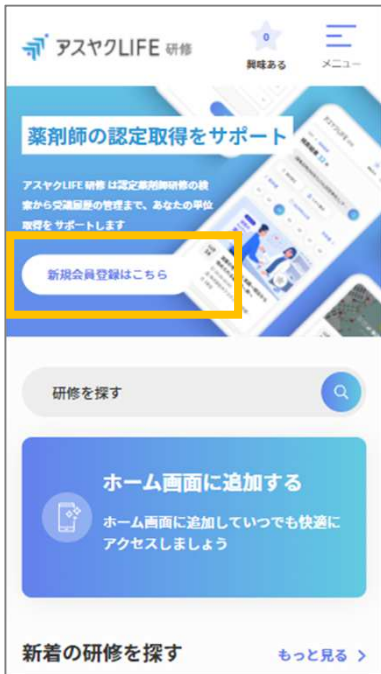 アスヤクLIFE 研修
0
興味ある
メニュー
薬剤師の認定取得をサポート
アスヤクLIFE 研修 は認定薬剤師研修の検
索から受講履歴の管理まで、あなたの単位
取得を サポートします
新規会員登録はこちら
研修を探す
ホーム画面に追加する
ホーム画面に追加していつでも快適に
アクセスしましょう
新着の研修を探す
もっと見る